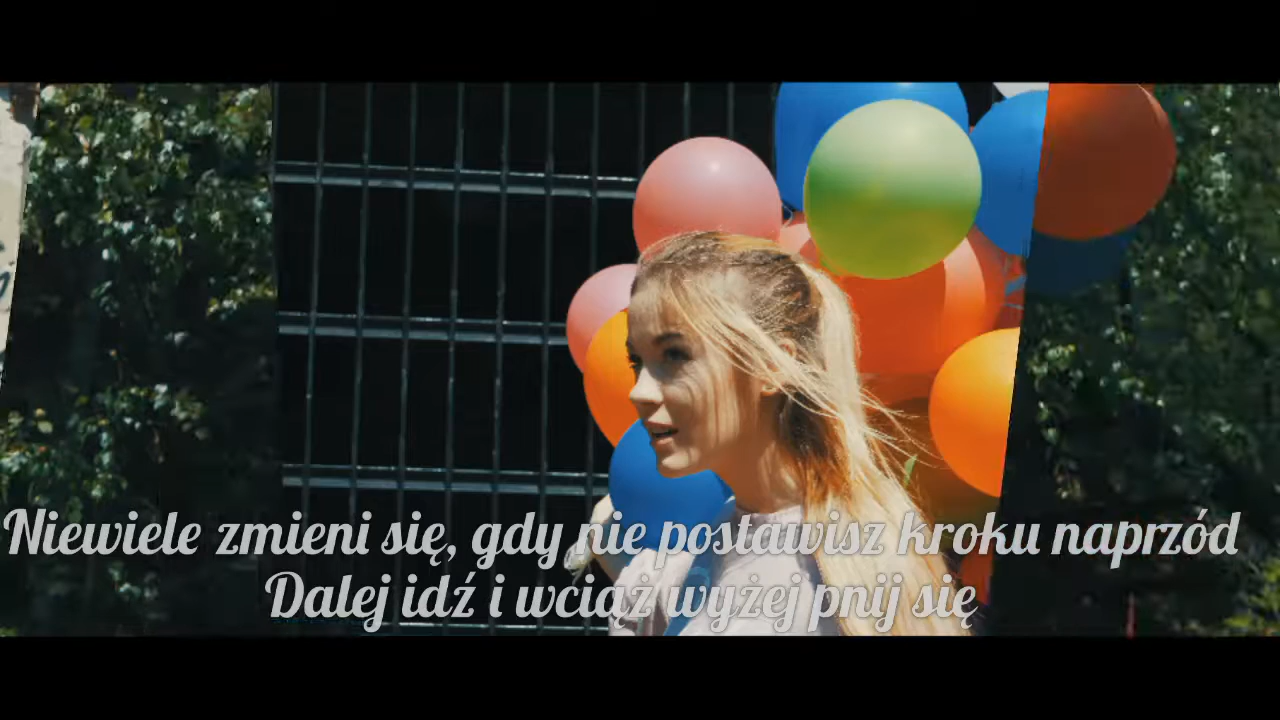 Niewiele zmieni się, gdy nie postawisz kroku naprzód
Dalej idź i wciąż wyżej pnij się